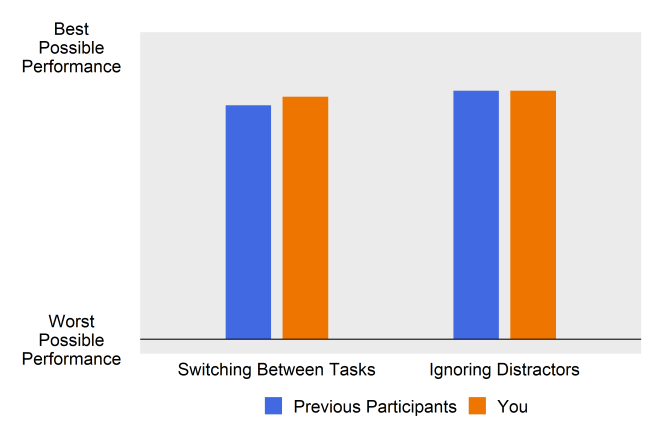 Best
Possible
Performance
Worst
Possible
Performance
Switching Between Tasks
Ignoring Distractors
Previous Participants
You